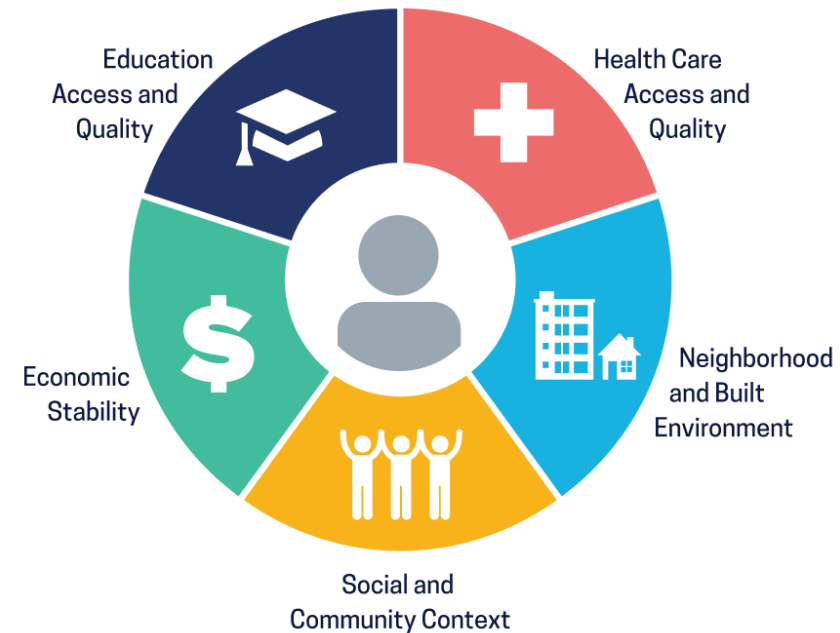 Education
Access and
Quality
Health Care
Access and
Quality
Economic
Stability
Neighborhood
and Built
Environment
Social and
Community Context